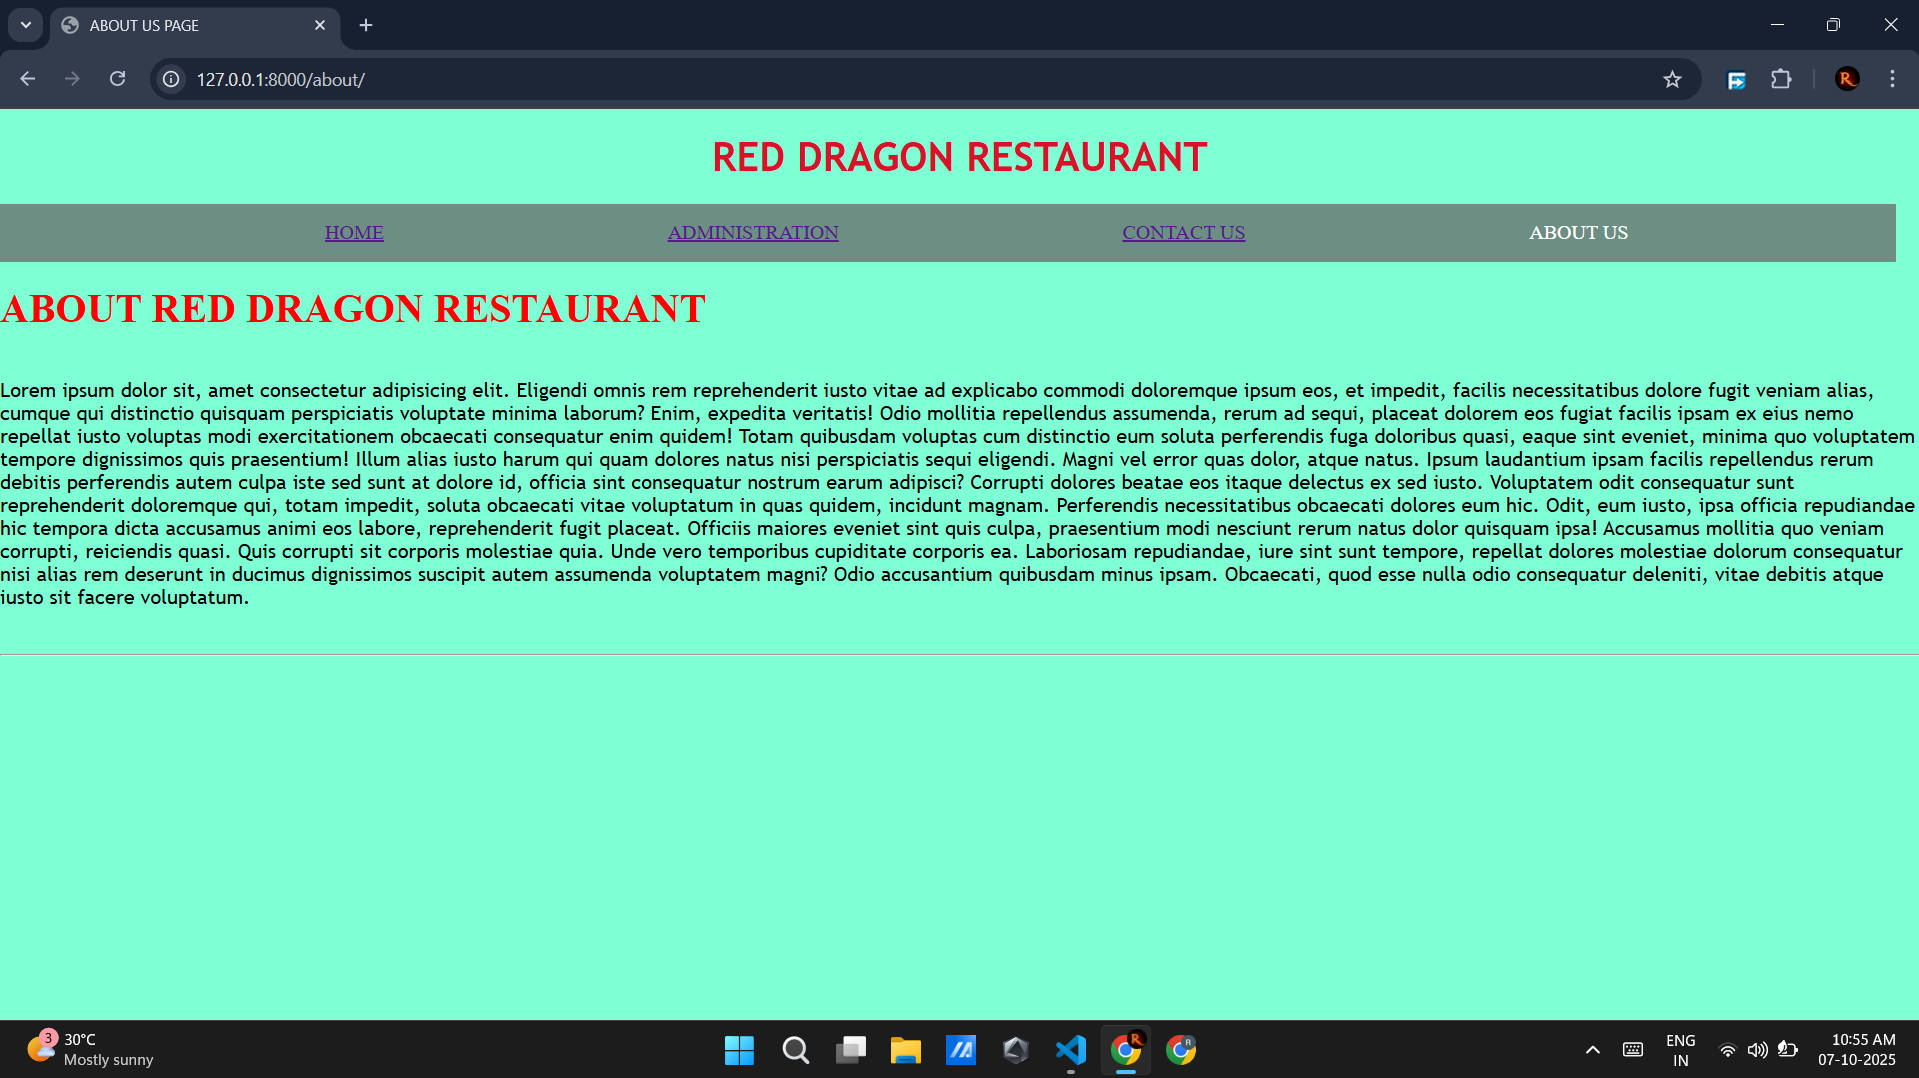 ABOUT US PAGE
127.0.0.1:8000/about/
R
RED DRAGON RESTAURANT
HOME ADMINISTRATION CONTACT US ABOUT US
ABOUT RED DRAGON RESTAURANT
Lorem ipsum dolor sit, amet consectetur adipisicing elit. Eligendi omnis rem reprehenderit iusto vitae ad explicabo commodi doloremque ipsum eos, et impedit, facilis necessitatibus dolore fugit veniam alias,
cumque qui distinctio quisquam perspiciatis voluptate minima laborum? Enim, expedita veritatis! Odio mollitia repellendus assumenda, rerum ad sequi, placeat dolorem eos fugiat facilis ipsam ex eius nemo
repellat iusto voluptas modi exercitationem obcaecati consequatur enim quidem! Totam quibusdam voluptas cum distinctio eum soluta perferendis fuga doloribus quasi, eaque sint eveniet, minima quo voluptatem
tempore dignissimos quis praesentium! Illum alias iusto harum qui quam dolores natus nisi perspiciatis sequi eligendi. Magni vel error quas dolor, atque natus. Ipsum laudantium ipsam facilis repellendus rerum
debitis perferendis autem culpa iste sed sunt at dolore id, officia sint consequatur nostrum earum adipisci? Corrupti dolores beatae eos itaque delectus ex sed iusto. Voluptatem odit consequatur sunt
reprehenderit doloremque qui, totam impedit, soluta obcaecati vitae voluptatum in quas quidem, incidunt magnam. Perferendis necessitatibus obcaecati dolores eum hic. Odit, eum iusto, ipsa officia repudiandae
hic tempora dicta accusamus animi eos labore, reprehenderit fugit placeat. Officiis maiores eveniet sint quis culpa, praesentium modi nesciunt rerum natus dolor quisquam ipsa! Accusamus mollitia quo veniam
corrupti, reiciendis quasi. Quis corrupti sit corporis molestiae quia. Unde vero temporibus cupiditate corporis ea. Laboriosam repudiandae, iure sint sunt tempore, repellat dolores molestiae dolorum consequatur
nisi alias rem deserunt in ducimus dignissimos suscipit autem assumenda voluptatem magni? Odio accusantium quibusdam minus ipsam. Obcaecati, quod esse nulla odio consequatur deleniti, vitae debitis atque
iusto sit facere voluptatum.
3
30°C
Mostly sunny
R
R
ENG
IN
10:55 AM
07-10-2025